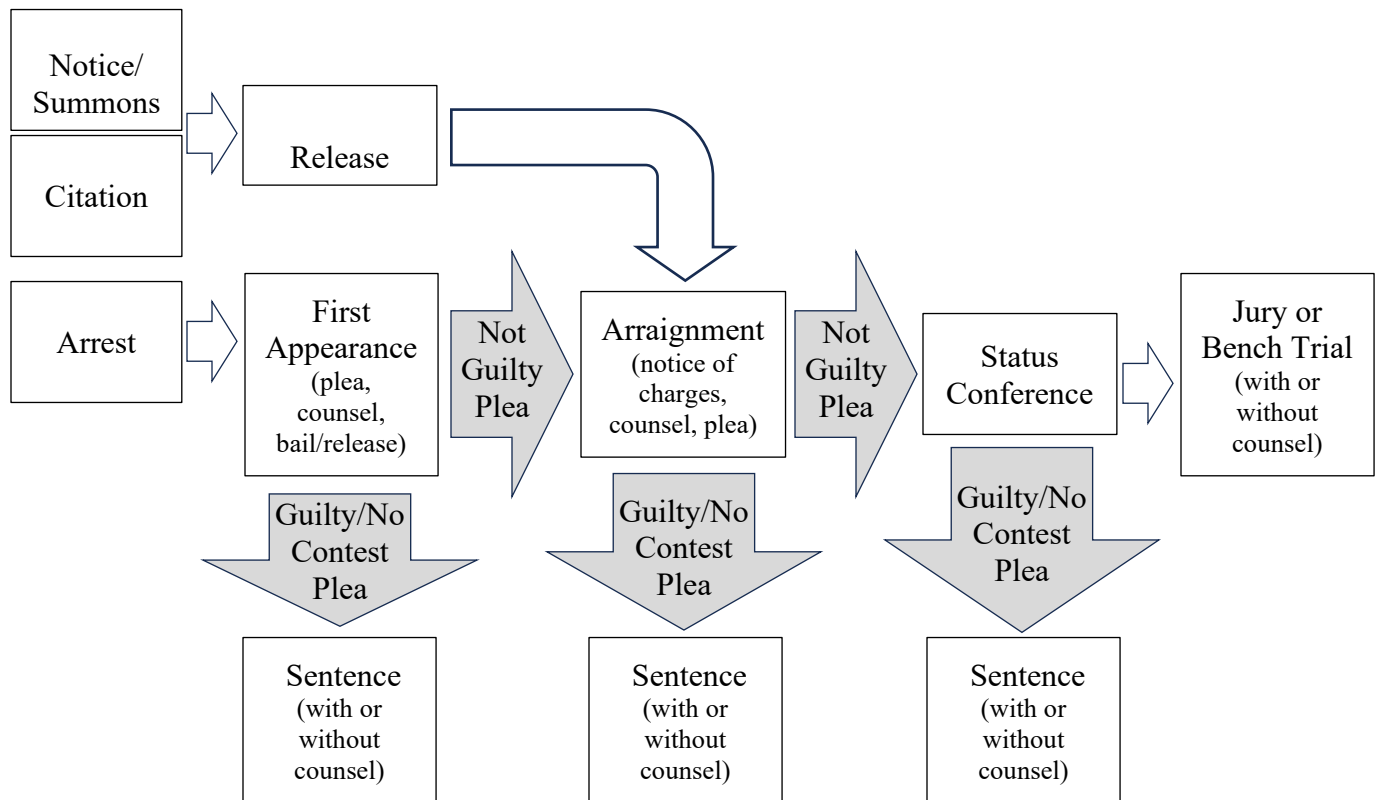 Notice/
Summons
Citation
Release
Arrest
First
Appearance
(plea,
counsel,
bail/release)
Not
Guilty
Plea
Arraignment
(notice of
charges,
counsel, plea)
Not
Guilty
Plea
Status
Conference
Jury or
Bench Trial
(with or
without
counsel)
Guilty/No
Contest
Plea
Guilty/No
Contest
Plea
Guilty/No
Contest
Plea
Sentence
(with or
without
counsel)
Sentence
(with or
without
counsel)
Sentence
(with or
without
counsel)